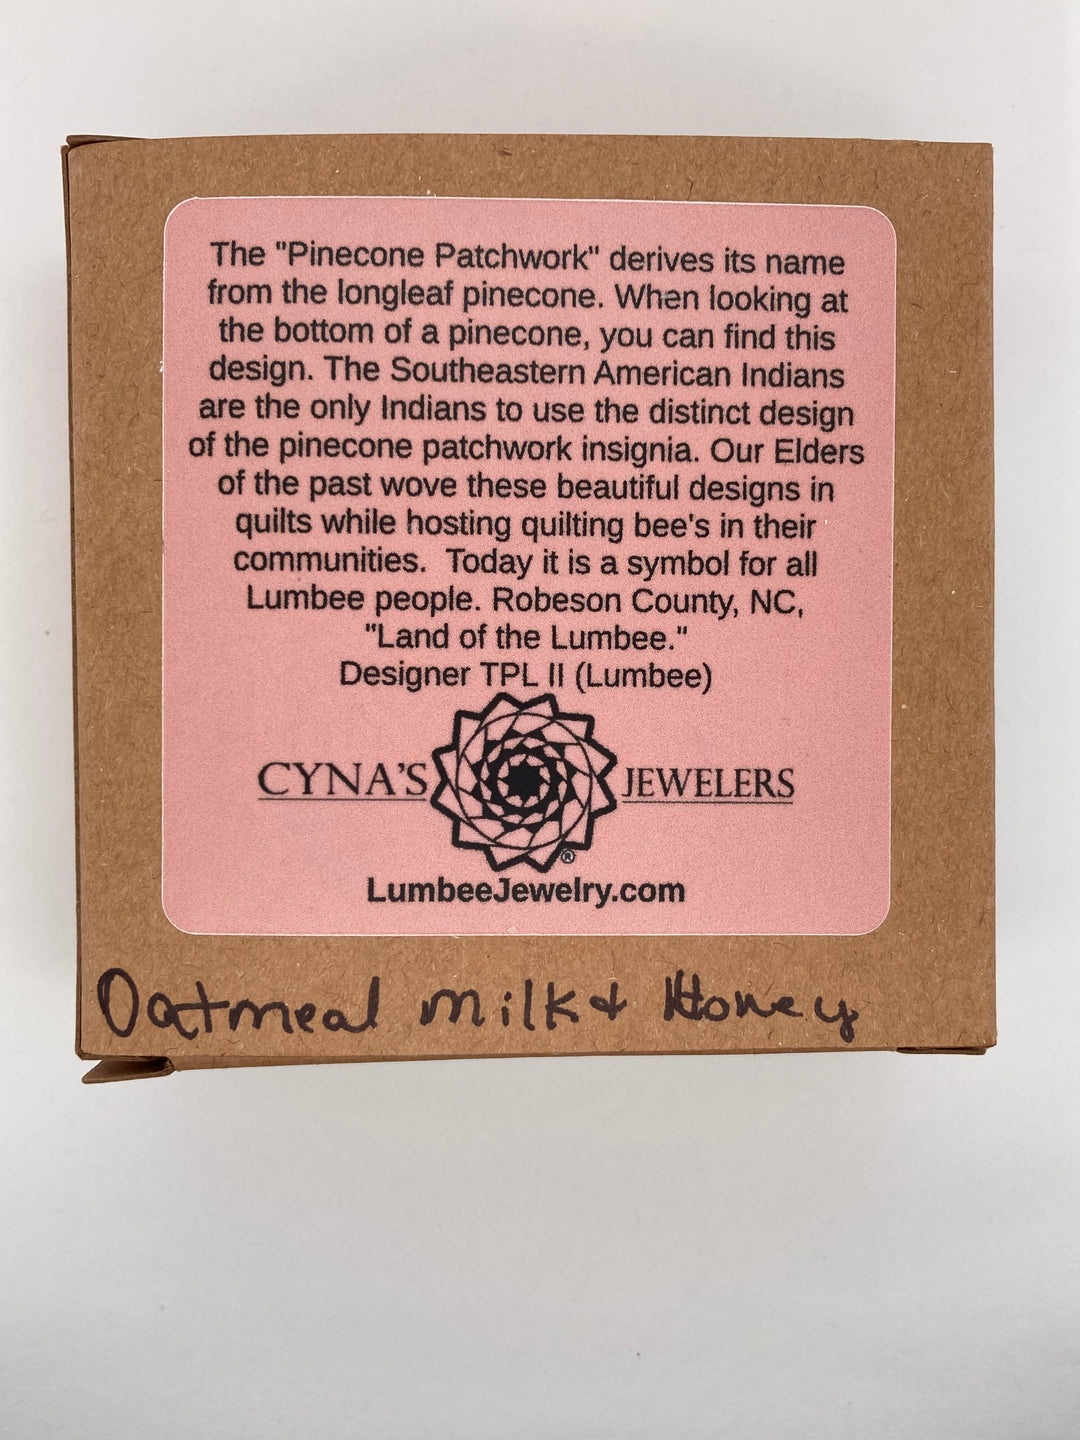 The "Pinecone Patchwork" derives its name
from the longleaf pinecone. When looking at
the bottom of a pinecone, you can find this
design. The Southeastern American Indians
are the only Indians to use the distinct design
of the pinecone patchwork insignia. Our Elders
of the past wove these beautiful designs in
quilts while hosting quilting bee's in their
communities.  Today it is a symbol for all
Lumbee people. Robeson County, NC,
"Land of the Lumbee."
Designer TPL II (Lumbee)
CYNA'S JEWELERS
®
LumbeeJewelry.com
Oatmeal milk & Honey